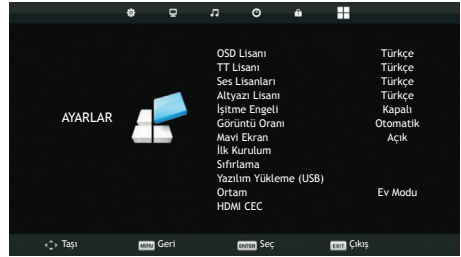 OSD Lisanı Türkçe
TT Lisanı Türkçe
Ses Lisanları Türkçe
Altyazı Lisanı Türkçe
İşitme Engeli Kapalı
AYARLAR
Görüntü Oranı Otomatik
Mavi Ekran Açık
İlk Kurulum
Sıfırlama
Yazılım Yükleme (USB)
Ortam Ev Modu
HDMI CEC
Taşı MENU Geri ENTER Seç EXIT Çıkış